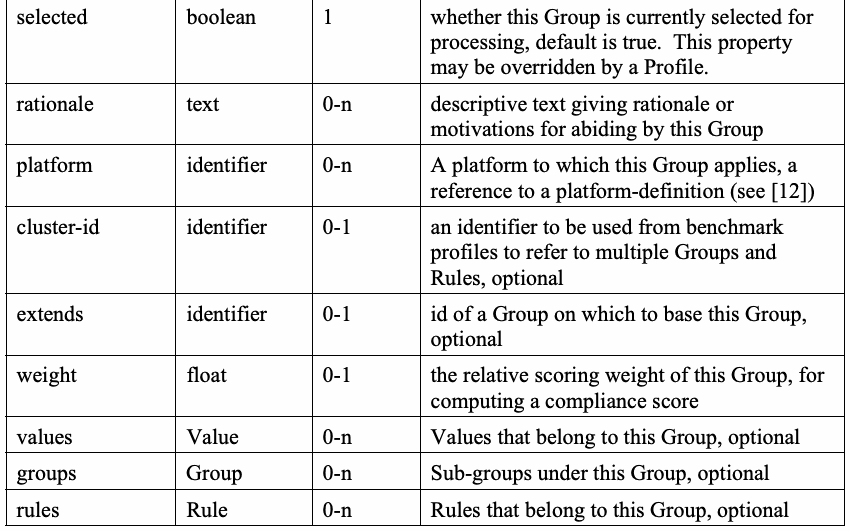 selected boolean 1 whether this Group is currently selected for
processing, default is true. This property
may be overridden by a Profile.
rationale text 0-n descriptive text giving rationale or
motivations for abiding by this Group
platform identifier 0-n A platform to which this Group applies, a
reference to a platform-definition (see [12])
cluster-id identifier 0-1 an identifier to be used from benchmark
profiles to refer to multiple Groups and
Rules, optional
extends identifier 0-1 id of a Group on which to base this Group,
optional
weight float 0-1 the relative scoring weight of this Group, for
computing a compliance score
values Value 0-n Values that belong to this Group, optional
groups Group 0-n Sub-groups under this Group, optional
rules Rule 0-n Rules that belong to this Group, optional